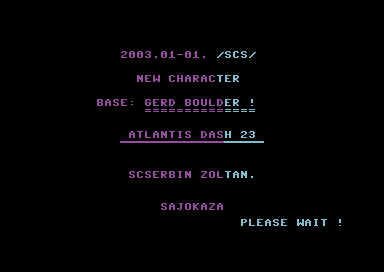 2003.01-01. /SCS/
NEW CHARACTER
BASE: GERD BOULDER !
ATLANTIS DASH 23
SCSERBIN ZOLTAN.
SAJOKAZA
PLEASE WAIT !